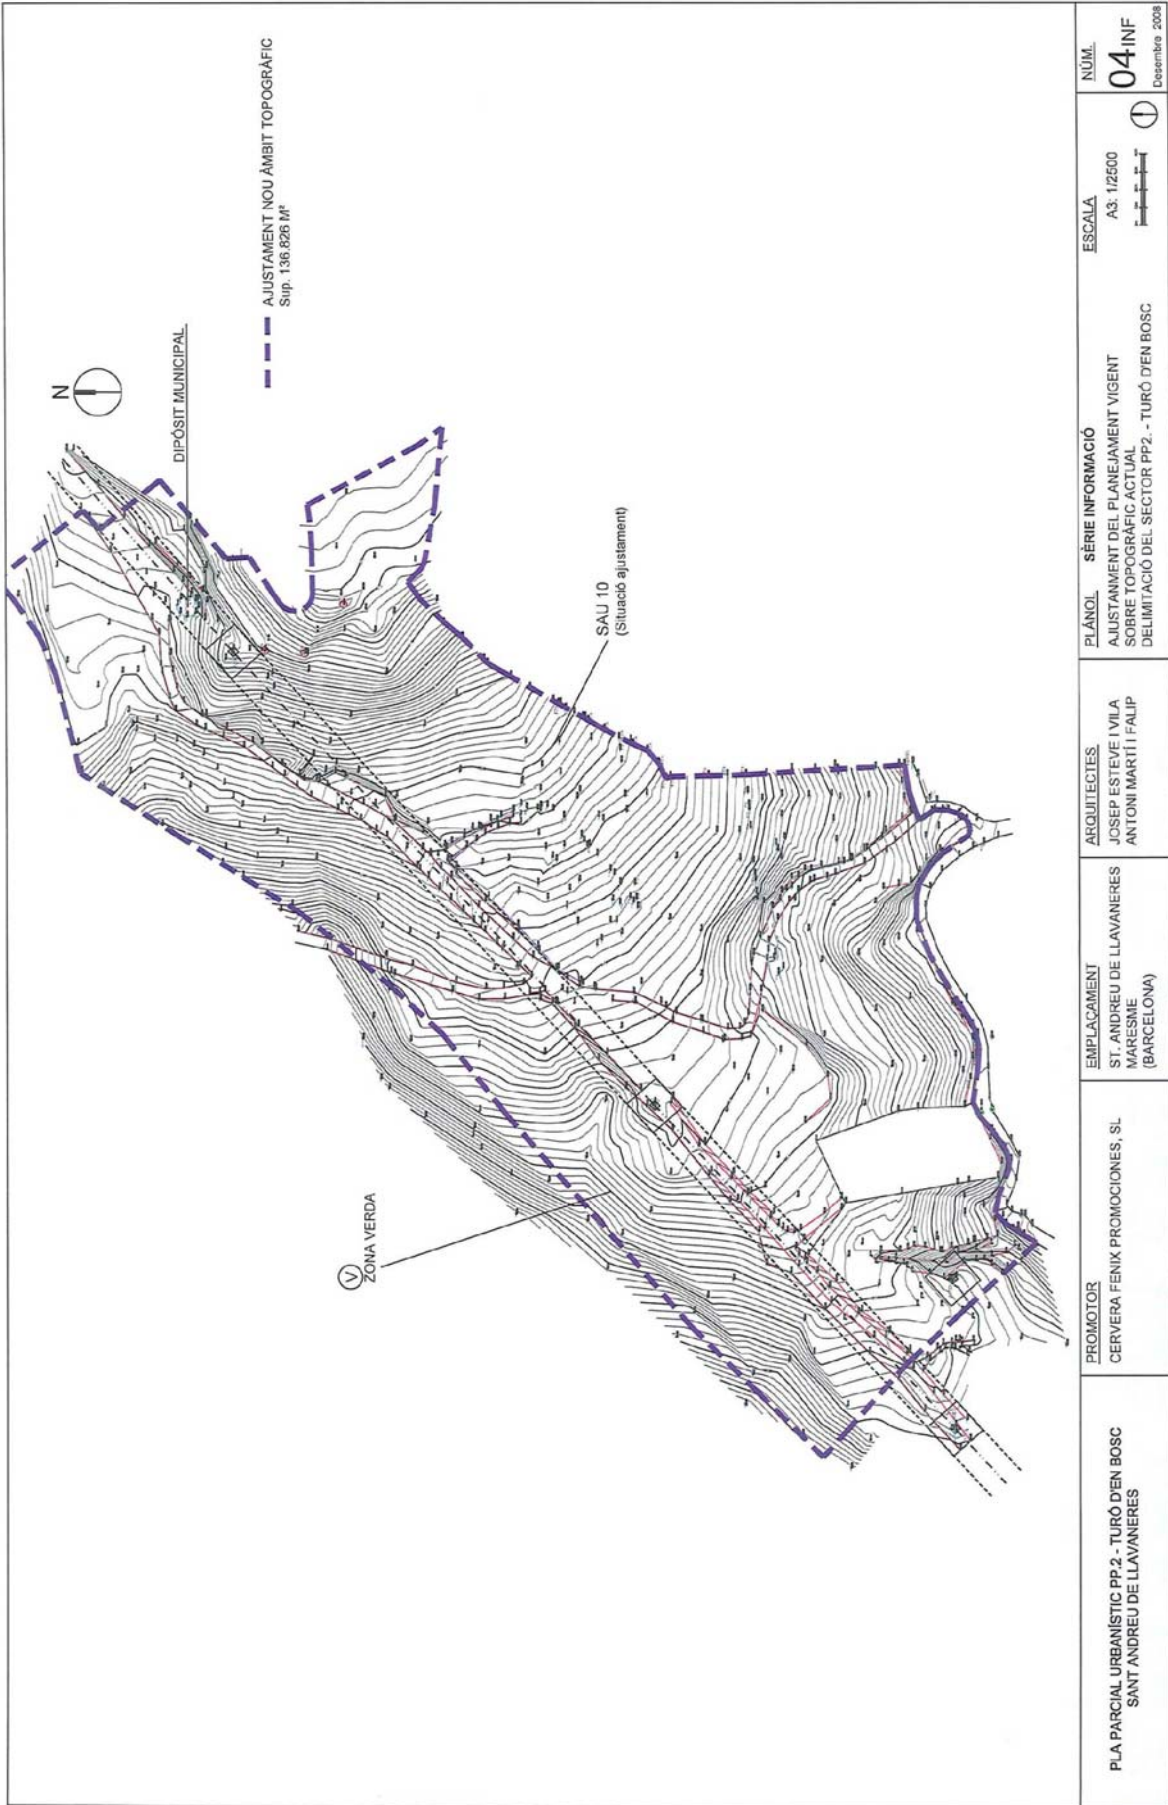 N
DIPÒSIT MUNICIPAL
AJUSTAMENT NOU ÀMBIT TOPOGRÀFIC
Sup. 136.826 M²
SAU 10
(Situació ajustament)
V
ZONA VERDA
PLA PARCIAL URBANÍSTIC PP.2 - TURÓ D'EN BOSC
SANT ANDREU DE LLAVANERES
PROMOTOR
CERVERA FENIX PROMOCIONES, SL
EMPLAÇAMENT
ST. ANDREU DE LLAVANERES
MARESME
(BARCELONA)
ARQUITECTES
JOSEP ESTEVE I VILA
ANTONI MARTÍ I FALIP
PLÀNOL SÈRIE INFORMACIÓ
AJUSTANMENT DEL PLANEJAMENT VIGENT
SOBRE TOPOGRÀFIC ACTUAL
DELIMITACIÓ DEL SECTOR PP2. - TURÓ D'EN BOSC
ESCALA
A3: 1/2500
NÚM.
04 INF
Desembre 2008